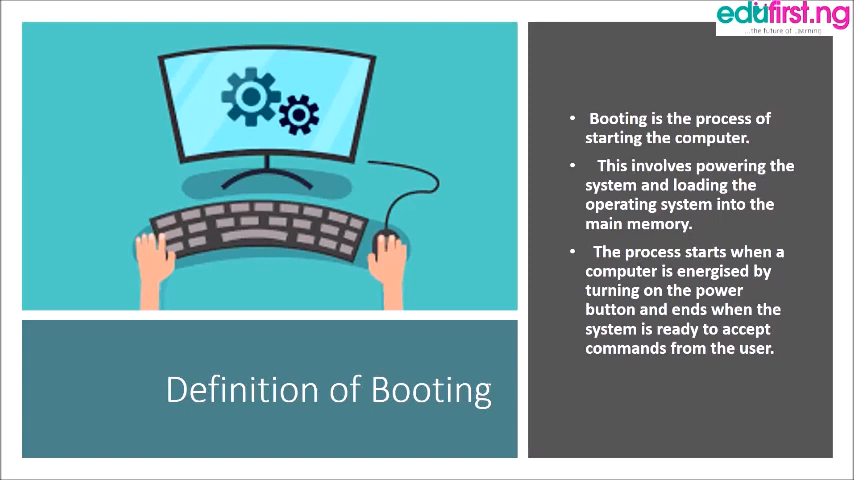 edufirst.ng
...the future of Learning
• Booting is the process of
starting the computer.
• This involves powering the
system and loading the
operating system into the
main memory.
• The process starts when a
computer is energised by
turning on the power
button and ends when the
system is ready to accept
commands from the user.
Definition of Booting